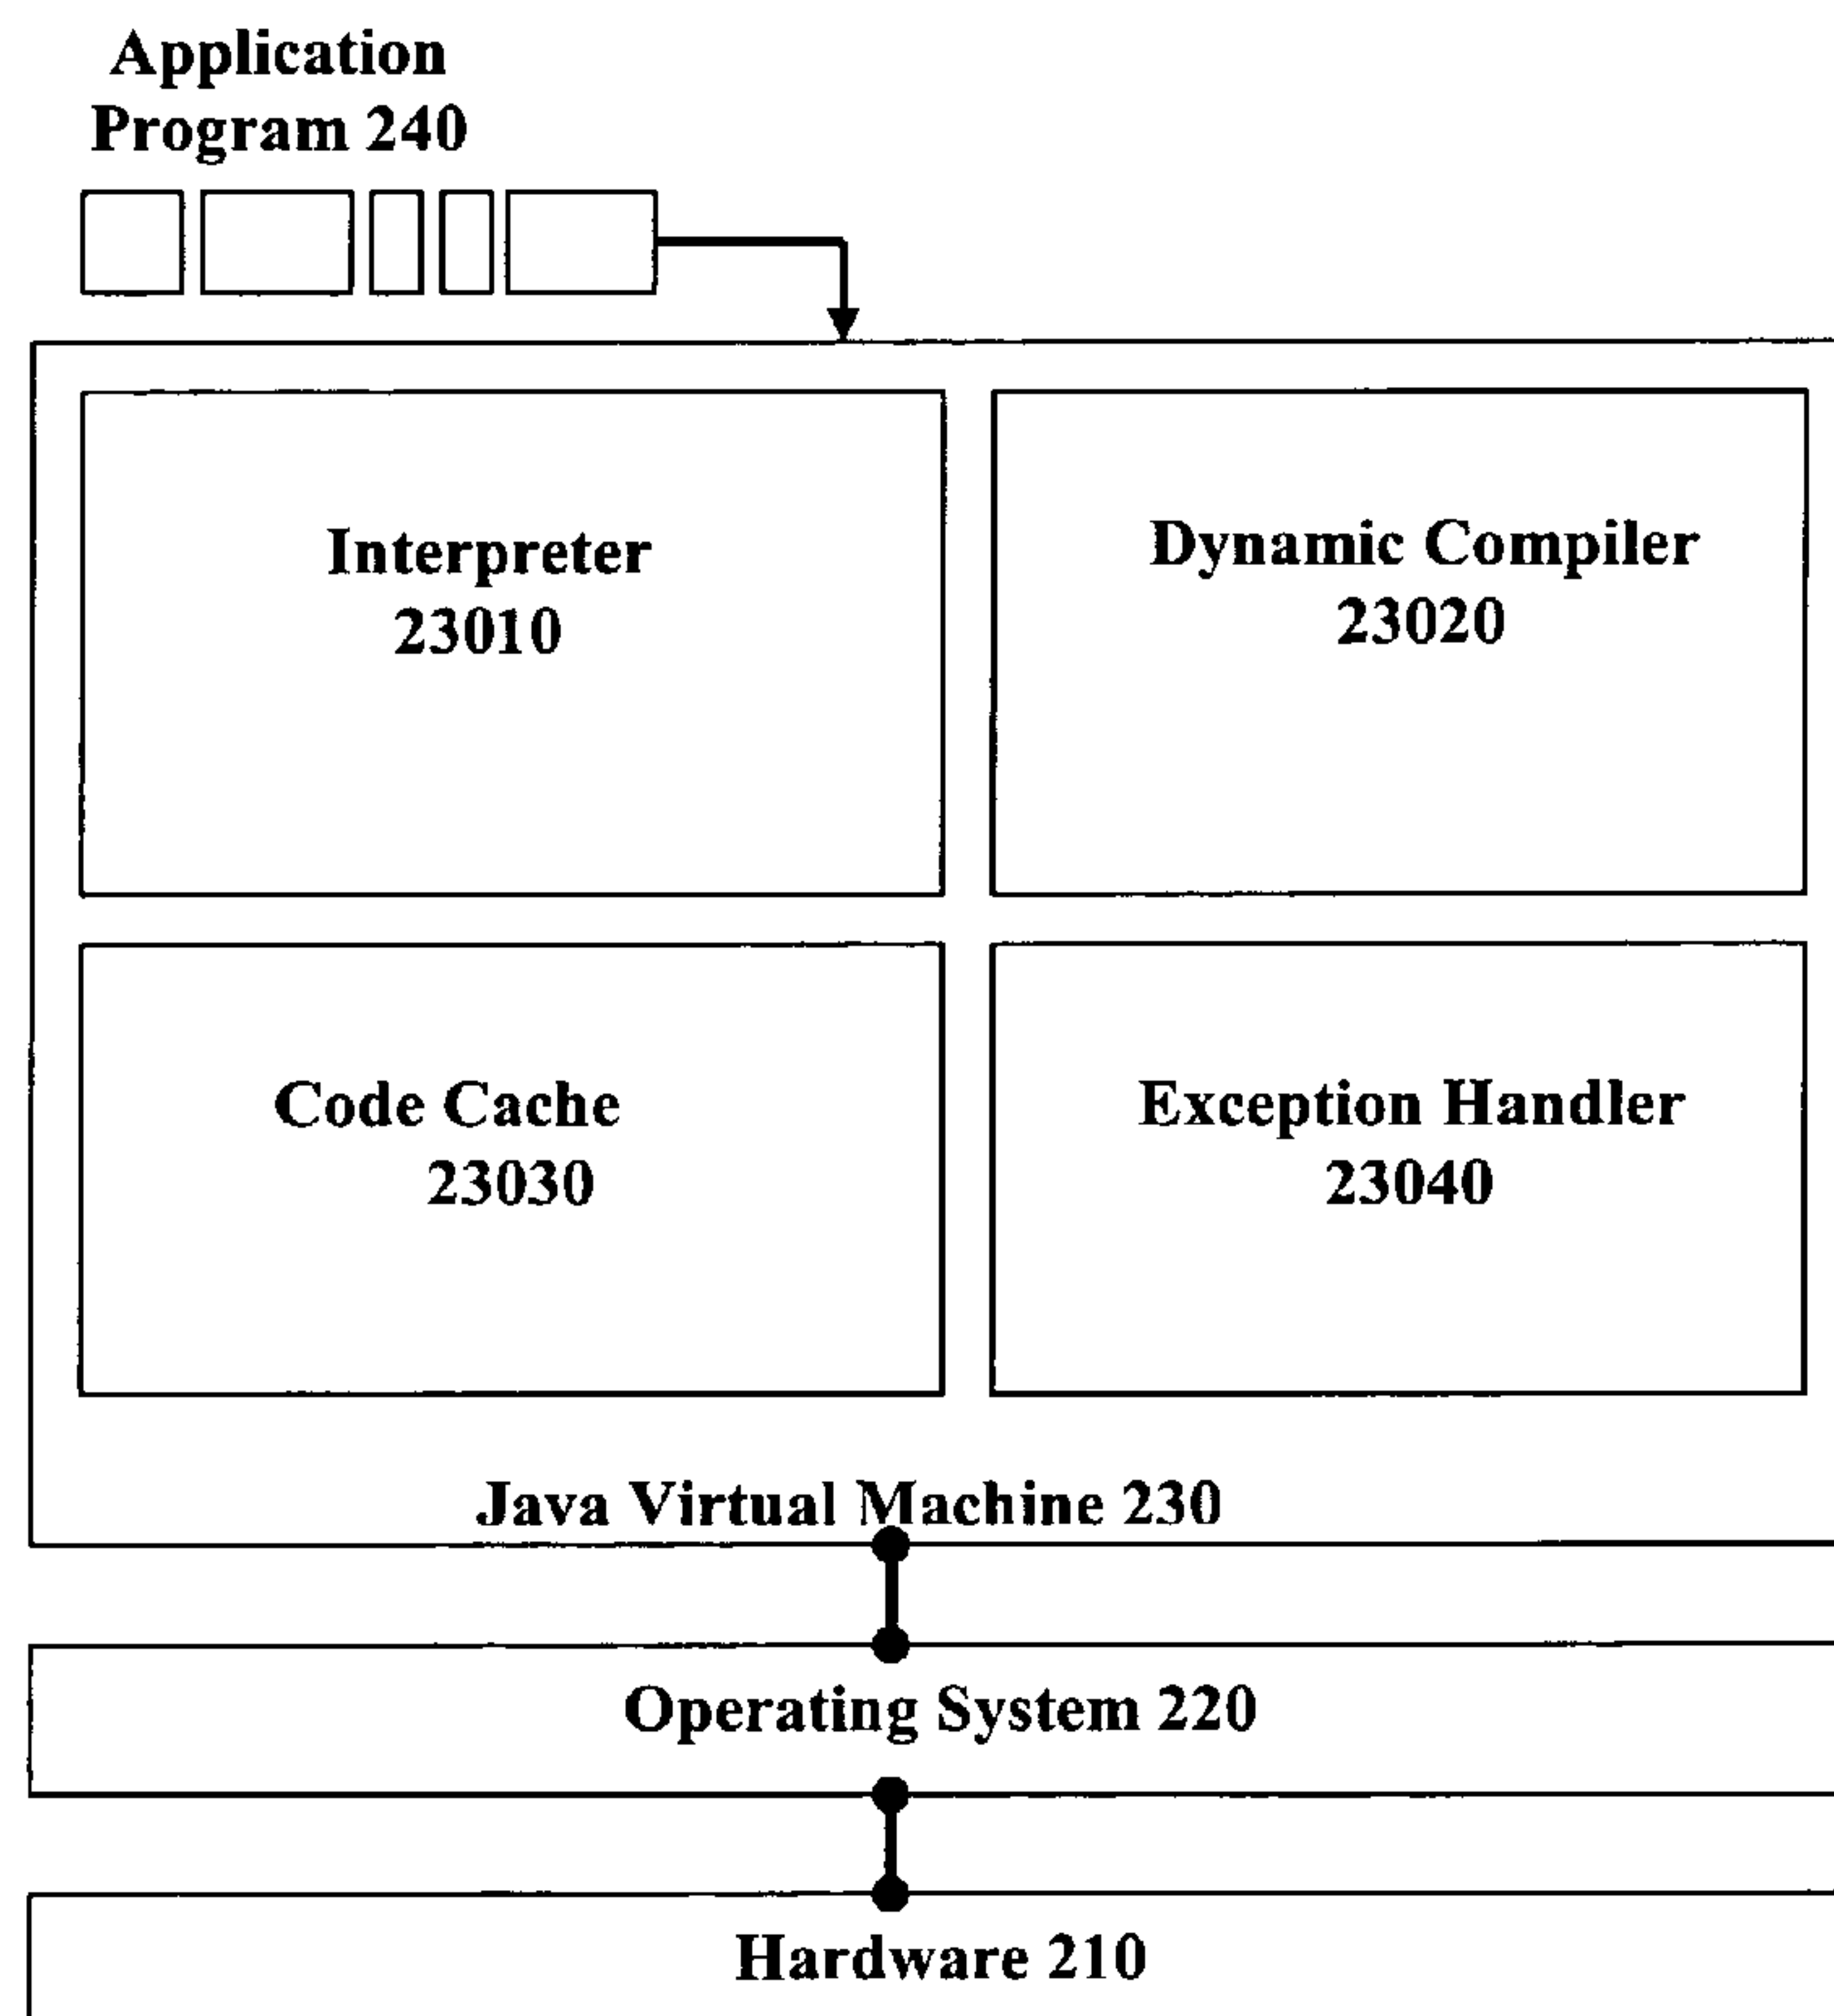 Application
Program 240
Interpreter
23010
Dynamic Compiler
23020
Code Cache
23030
Exception Handler
23040
Java Virtual Machine 230
Operating System 220
Hardware 210